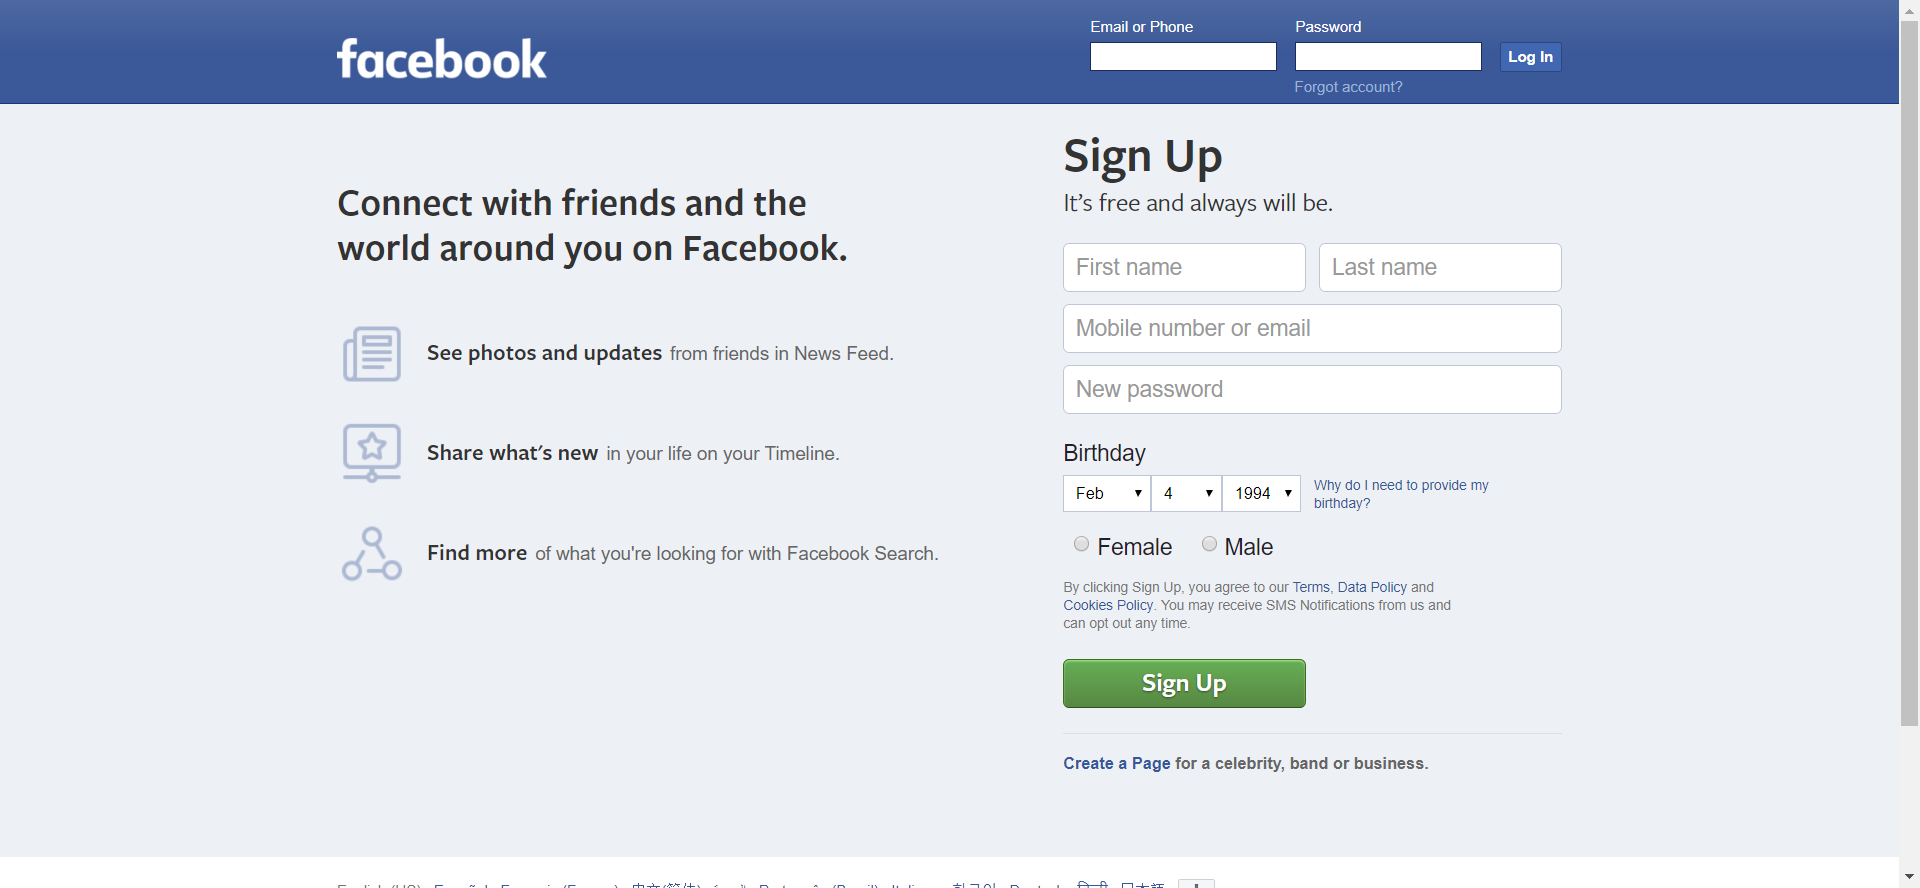 facebook
Email or Phone
Password
Log In
Forgot account?
Connect with friends and the
world around you on Facebook.
See photos and updates from friends in News Feed.
Share what's new in your life on your Timeline.
Find more of what you're looking for with Facebook Search.
Sign Up
It's free and always will be.
First name
Last name
Mobile number or email
New password
Birthday
Feb 4 1994
Why do I need to provide my
birthday?
Female Male
By clicking Sign Up, you agree to our Terms, Data Policy and
Cookies Policy. You may receive SMS Notifications from us and
can opt out any time.
Sign Up
Create a Page for a celebrity, band or business.